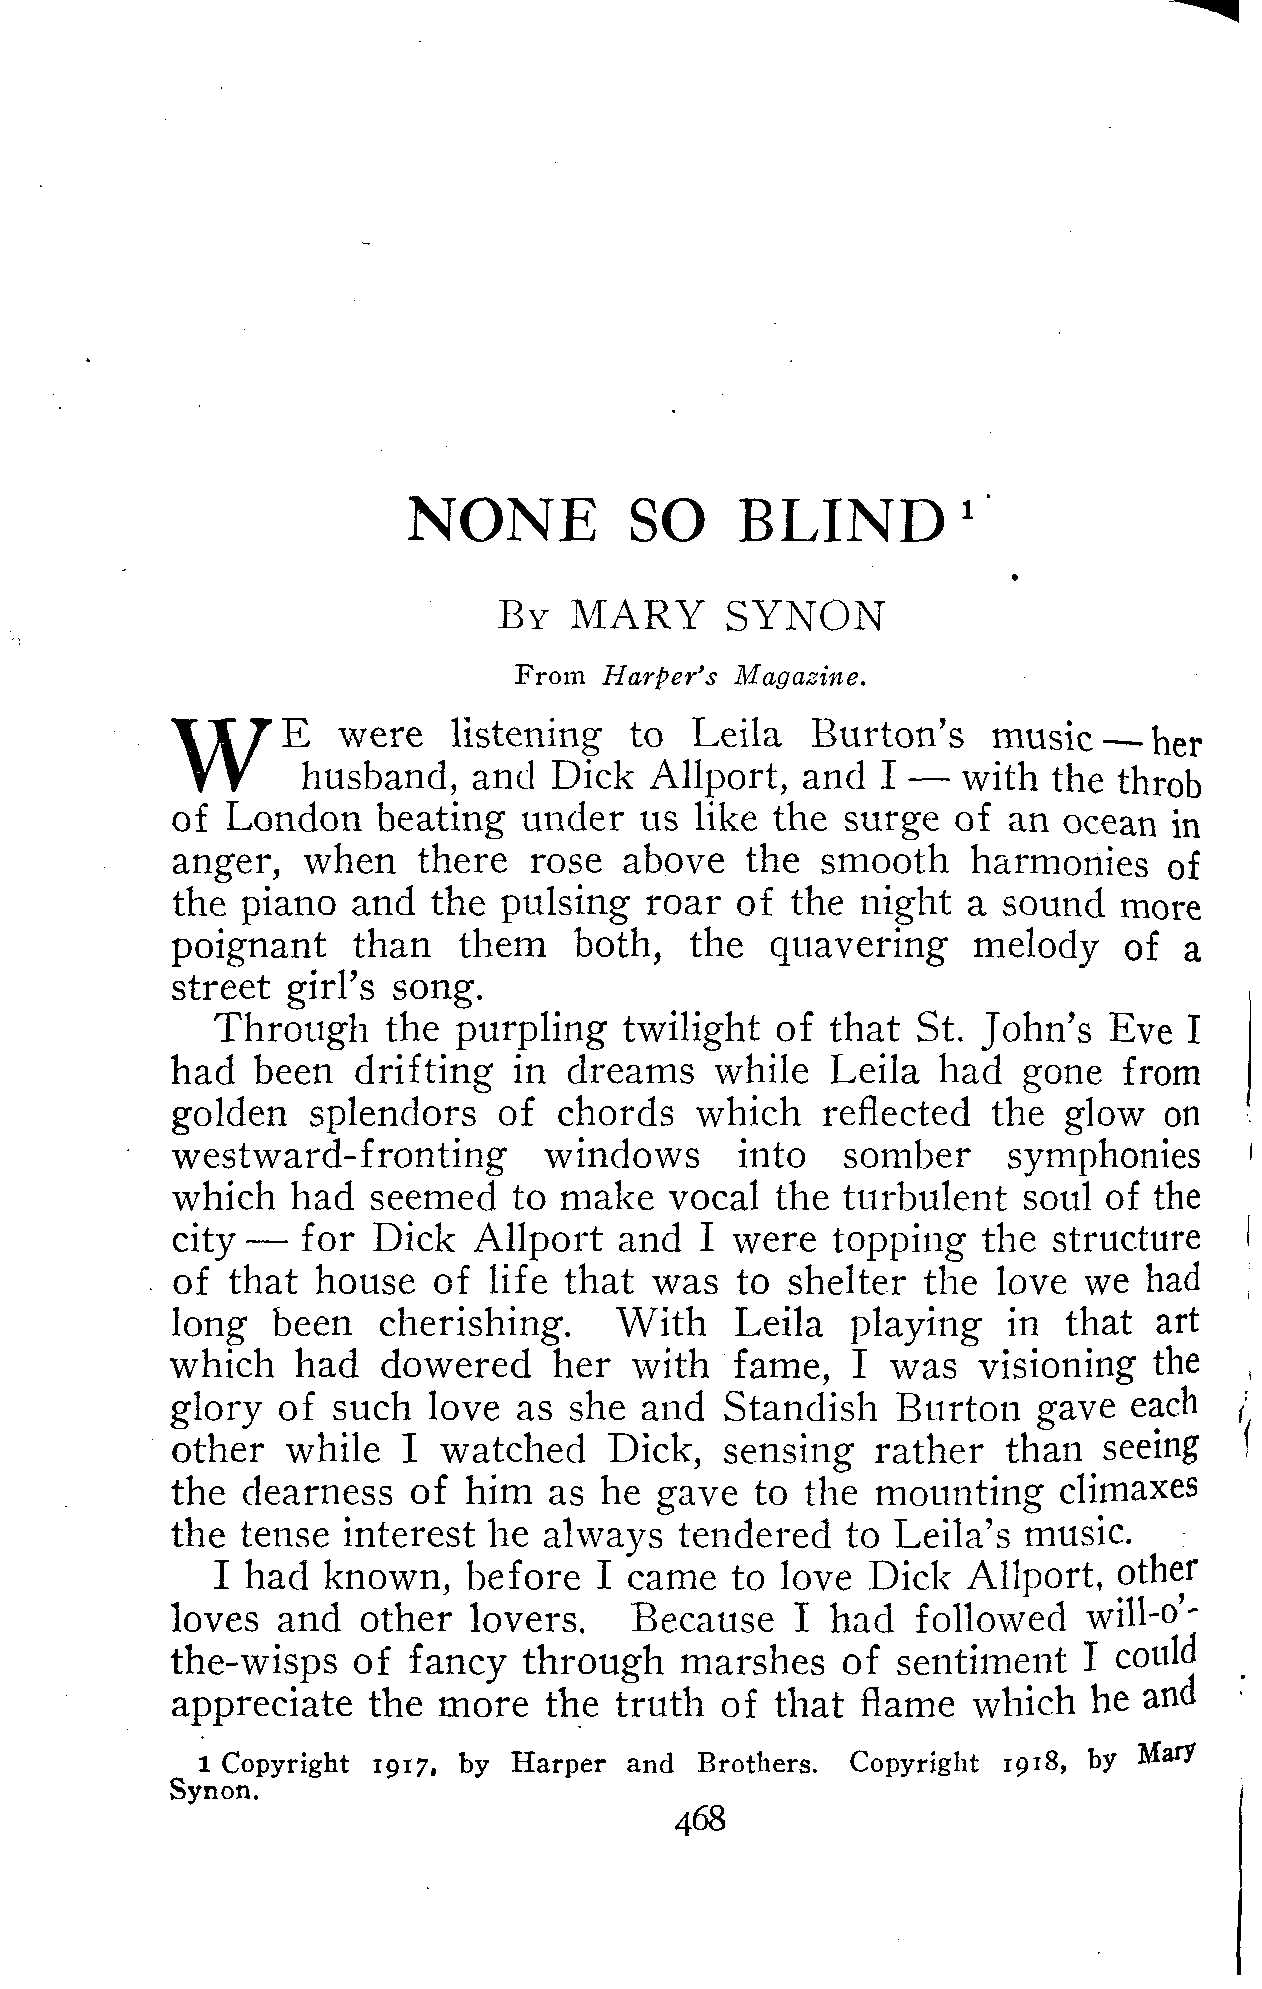 NONE SO BLIND 1
BY MARY SYNON
From Harper's Magazine.
WE were listening to Leila Burton's music — her
husband, and Dick Allport, and I — with the throb
of London beating under us like the surge of an ocean in
anger, when there rose above the smooth harmonies of
the piano and the pulsing roar of the night a sound more
poignant than them both, the quavering melody of a
street girl's song.
Through the purpling twilight of that St. John's Eve I
had been drifting in dreams while Leila had gone from
golden splendors of chords which reflected the glow on
westward-fronting windows into somber symphonies
which had seemed to make vocal the turbulent soul of the
city — for Dick Allport and I were topping the structure
of that house of life that was to shelter the love we had
long been cherishing. With Leila playing in that art
which had dowered her with fame, I was visioning the
glory of such love as she and Standish Burton gave each
other while I watched Dick, sensing rather than seeing
the dearness of him as he gave to the mounting climaxes
the tense interest he always tendered to Leila's music.
I had known, before I came to love Dick Allport, other
loves and other lovers. Because I had followed will-o'-
the-wisps of fancy through marshes of sentiment I could
appreciate the more the truth of that flame which he and
1 Copyright 1917, by Harper and Brothers. Copyright 1918, by Mary
Synon.
468